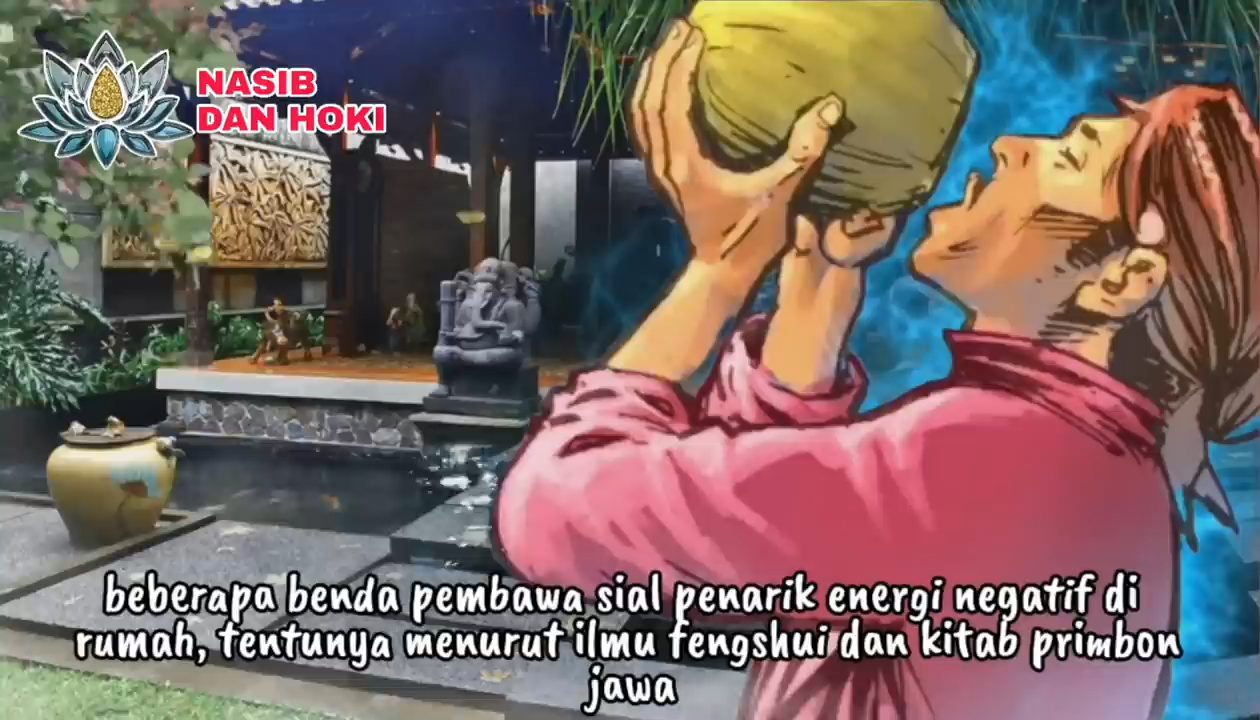 NASIB
DAN HOKI
beberapa benda pembawa sial penarik energi negatif di
rumah, tentunya menurut ilmu fengshui dan kitab primbon
jawa